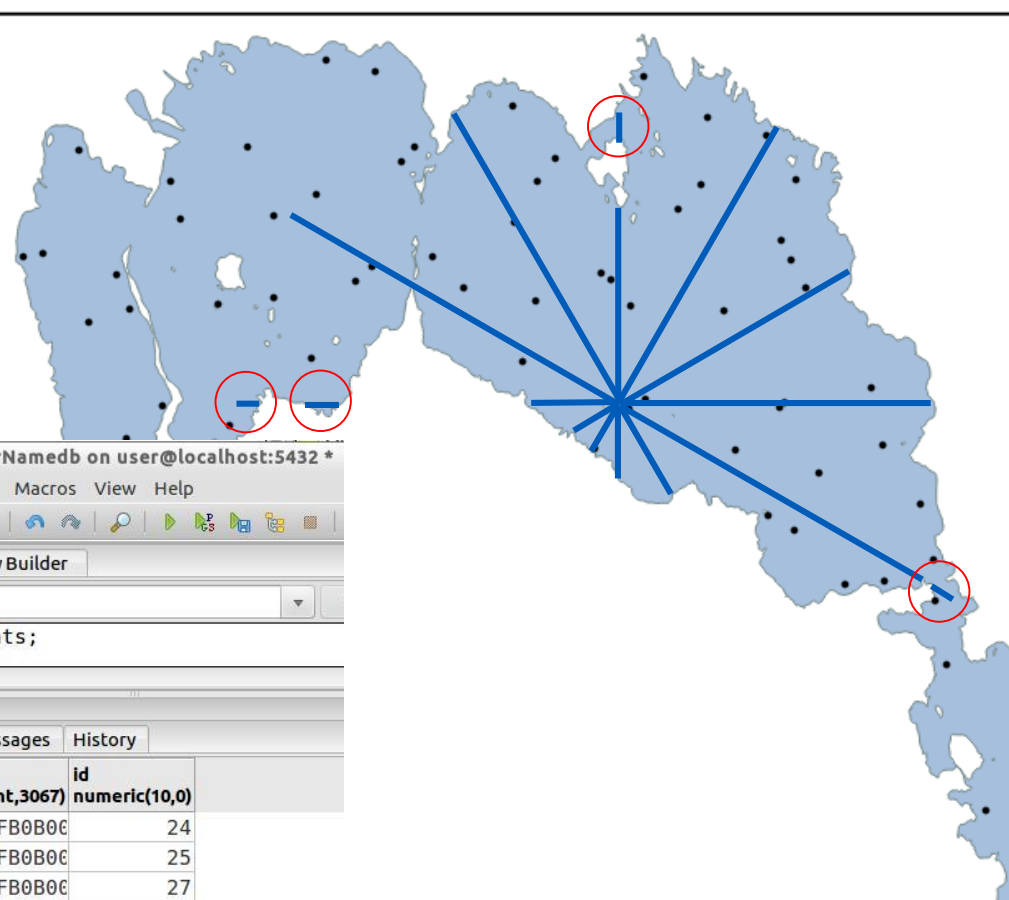 Namedb on user@localhost:5432 *
Macros View Help
Builder
ts;
ssages History
id
nt,3067) numeric(10,0)
FB0B00 24
FB0B00 25
FB0B00 27